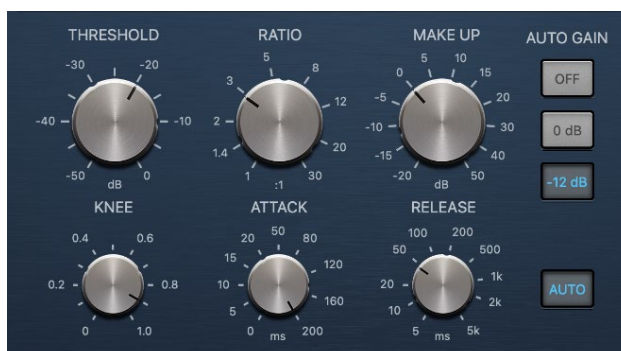 THRESHOLD RATIO MAKE UP AUTO GAIN
-50 -40 -30 -20 -10 0 dB
1 1.4 2 3 5 8 12 20 30 :1
-20 -15 -10 -5 0 5 10 15 20 30 40 50 dB
OFF
0 dB
-12 dB
KNEE ATTACK RELEASE
0 0.2 0.4 0.6 0.8 1.0
0 5 10 15 20 50 80 120 160 200 ms
5 10 20 50 100 200 500 1k 2k 5k ms
AUTO